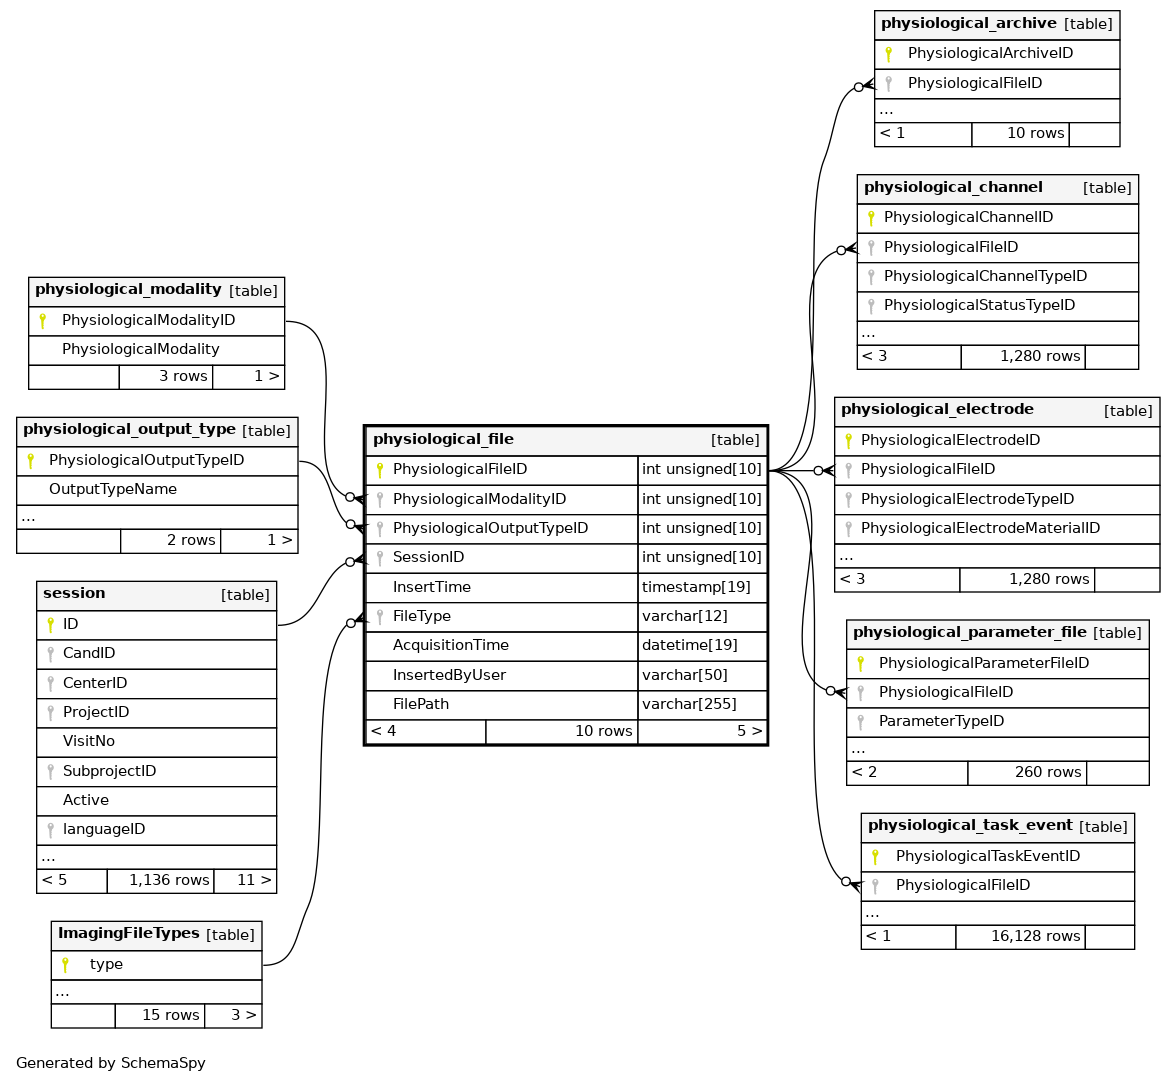 physiological_archive [table]
PhysiologicalArchiveID
PhysiologicalFileID
...
< 1 10 rows
physiological_channel [table]
PhysiologicalChannelID
PhysiologicalFileID
PhysiologicalChannelTypeID
PhysiologicalStatusTypeID
...
< 3 1,280 rows
physiological_modality [table]
PhysiologicalModalityID
PhysiologicalModality
3 rows 1 >
physiological_output_type [table]
PhysiologicalOutputTypeID
OutputTypeName
...
2 rows 1 >
session [table]
ID
CandID
CenterID
ProjectID
VisitNo
SubprojectID
Active
languageID
...
< 5 1,136 rows 11 >
ImagingFileTypes [table]
type
...
15 rows 3 >
physiological_file [table]
PhysiologicalFileID int unsigned[10]
PhysiologicalModalityID int unsigned[10]
PhysiologicalOutputTypeID int unsigned[10]
SessionID int unsigned[10]
InsertTime timestamp[19]
FileType varchar[12]
AcquisitionTime datetime[19]
InsertedByUser varchar[50]
FilePath varchar[255]
< 4 10 rows 5 >
physiological_electrode [table]
PhysiologicalElectrodeID
PhysiologicalFileID
PhysiologicalElectrodeTypeID
PhysiologicalElectrodeMaterialID
...
< 3 1,280 rows
physiological_parameter_file [table]
PhysiologicalParameterFileID
PhysiologicalFileID
ParameterTypeID
...
< 2 260 rows
physiological_task_event [table]
PhysiologicalTaskEventID
PhysiologicalFileID
...
< 1 16,128 rows
Generated by SchemaSpy